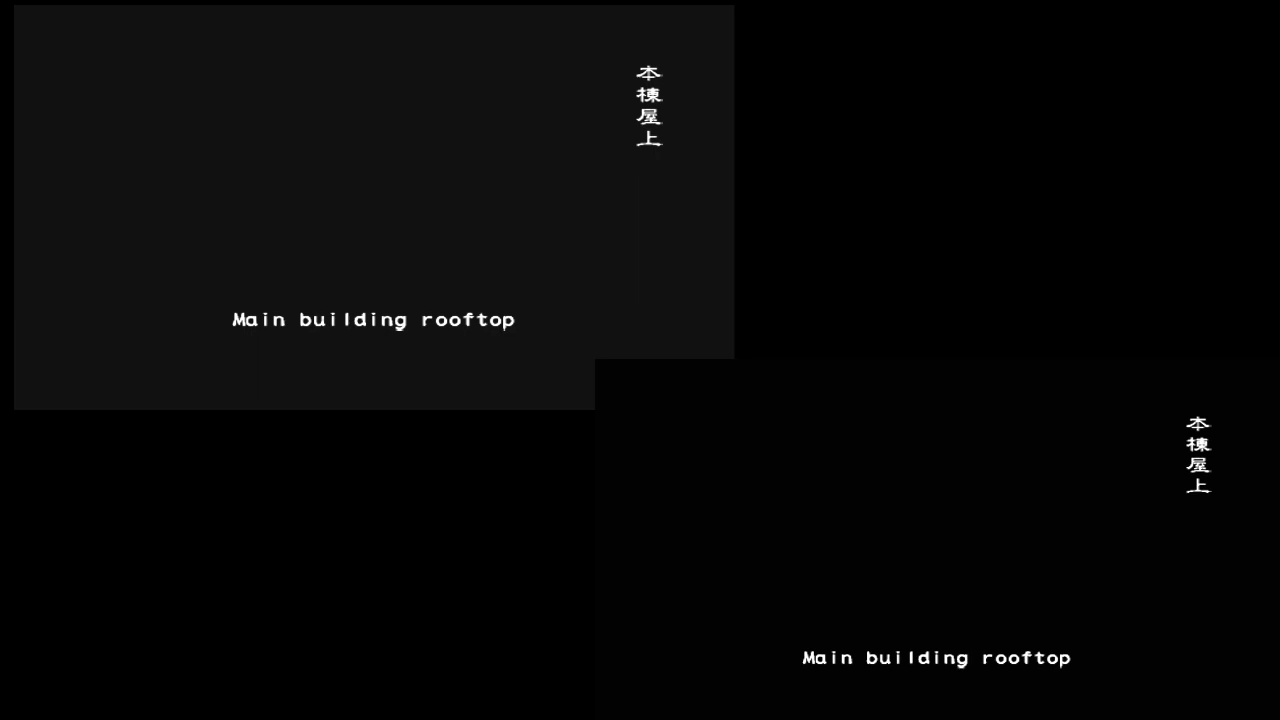 本棟屋上
Main building rooftop
本棟屋上
Main building rooftop